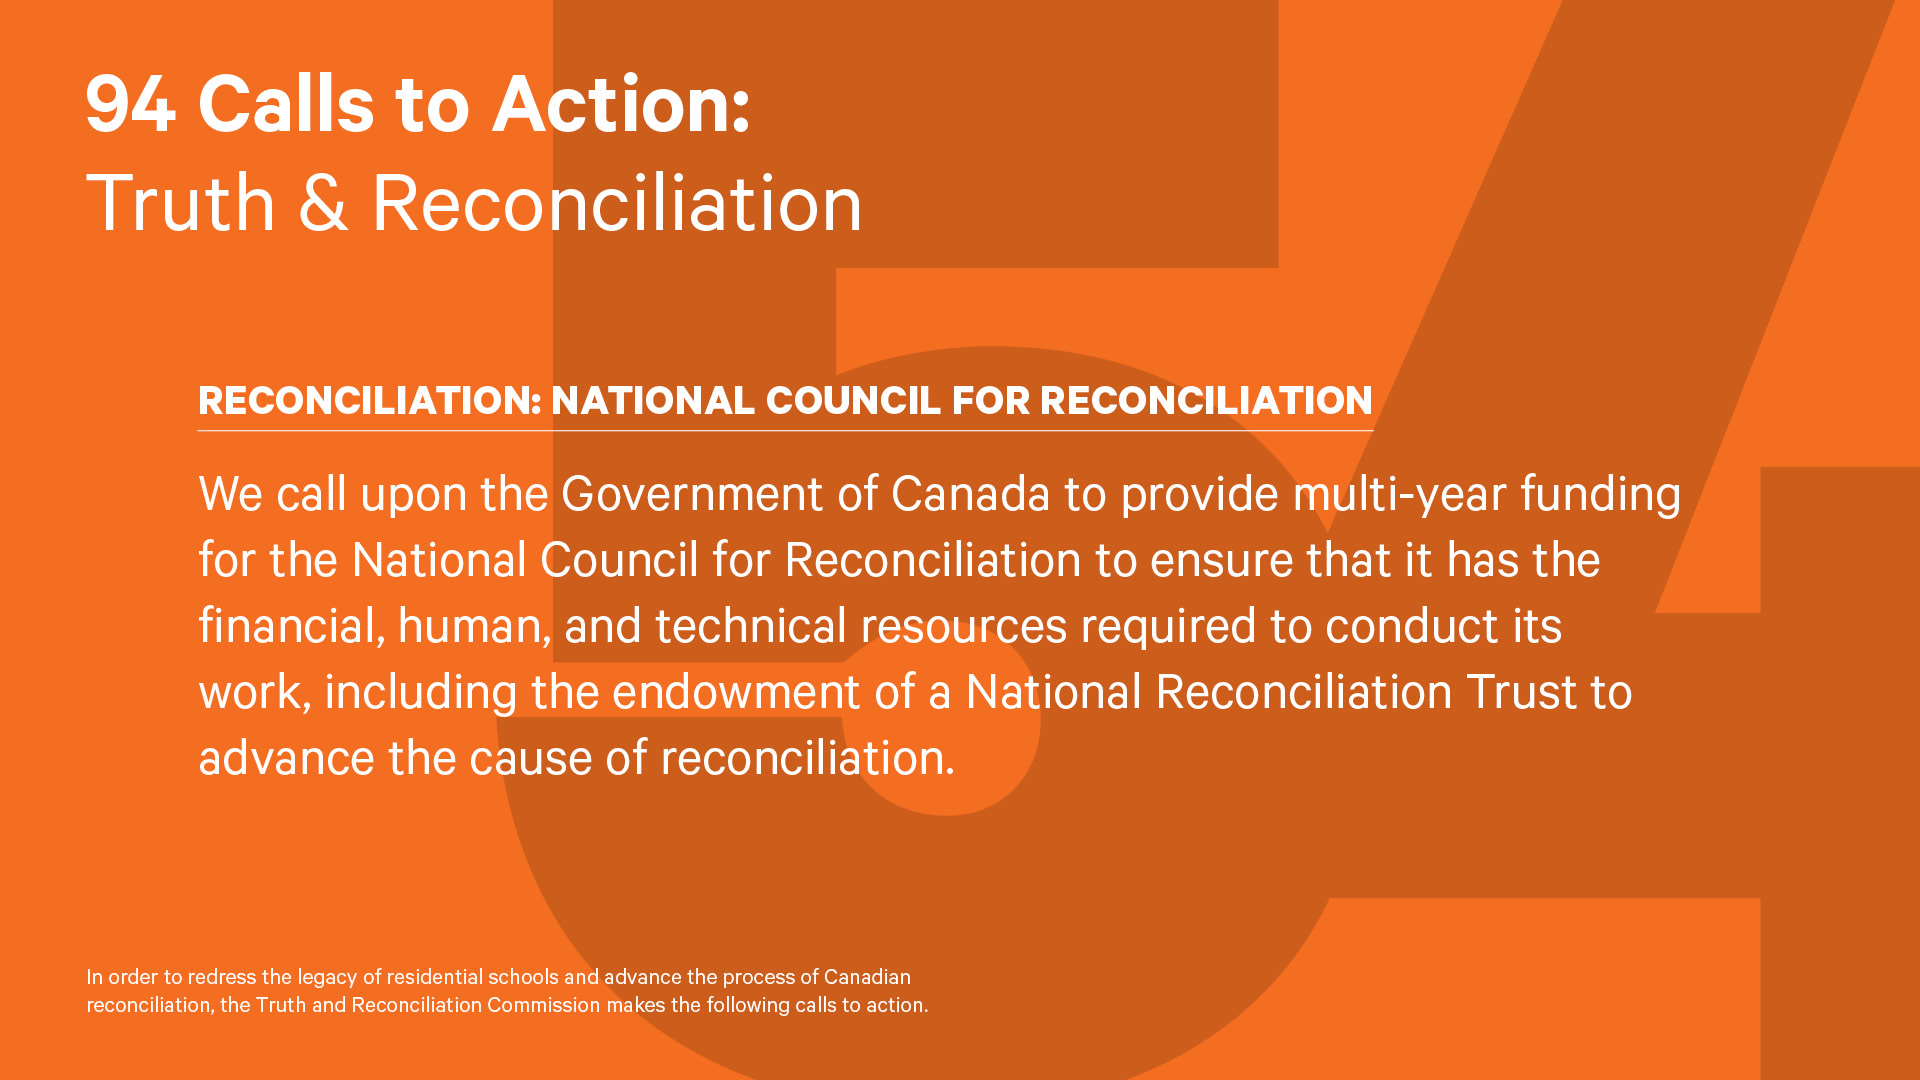 94 Calls to Action:
Truth & Reconciliation
54
RECONCILIATION: NATIONAL COUNCIL FOR RECONCILIATION
We call upon the Government of Canada to provide multi-year funding
for the National Council for Reconciliation to ensure that it has the
financial, human, and technical resources required to conduct its
work, including the endowment of a National Reconciliation Trust to
advance the cause of reconciliation.
In order to redress the legacy of residential schools and advance the process of Canadian
reconciliation, the Truth and Reconciliation Commission makes the following calls to action.